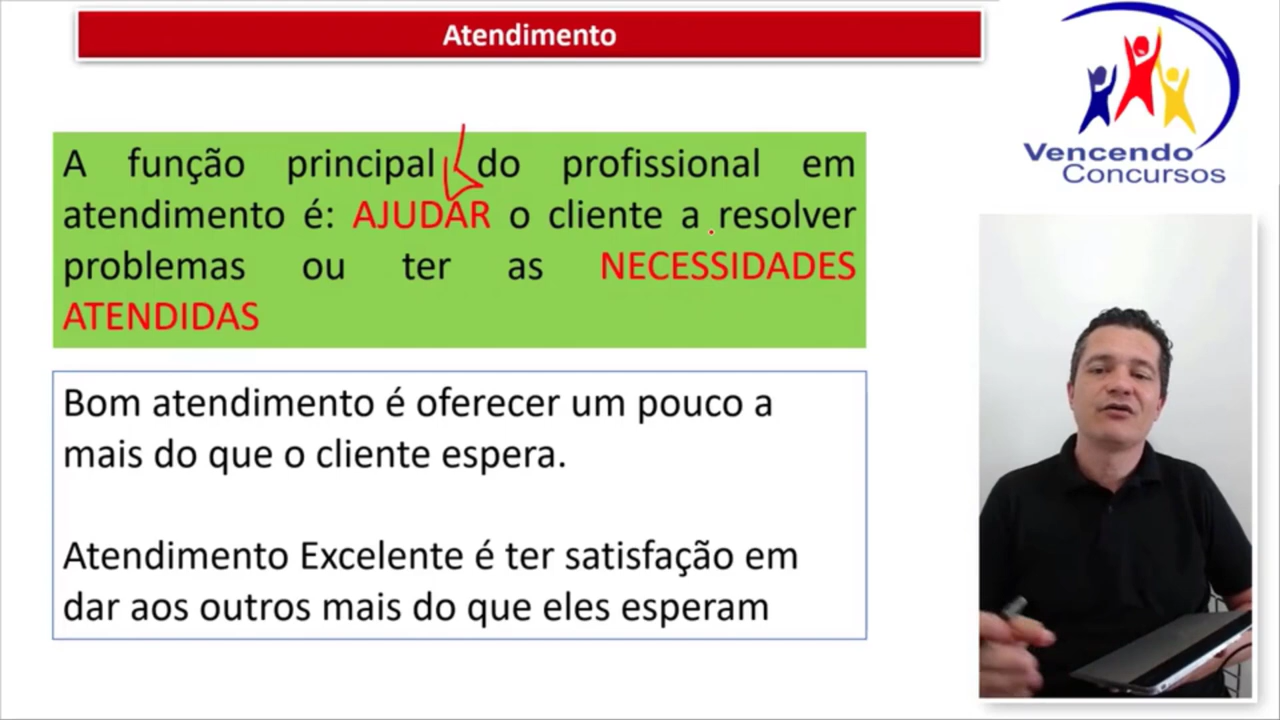 Atendimento
Vencendo
Concursos
A função principal do profissional em
atendimento é: AJUDAR o cliente a resolver
problemas ou ter as NECESSIDADES
ATENDIDAS
Bom atendimento é oferecer um pouco a
mais do que o cliente espera.
Atendimento Excelente é ter satisfação em
dar aos outros mais do que eles esperam